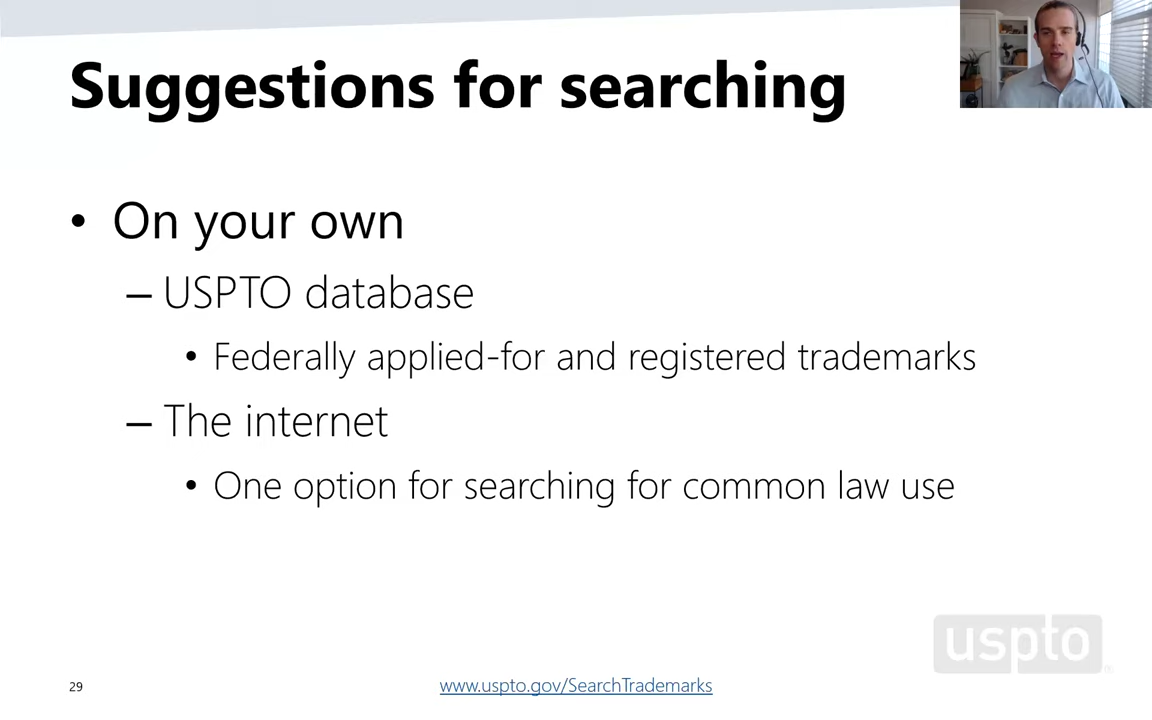 Suggestions for searching
• On your own
– USPTO database
• Federally applied-for and registered trademarks
– The internet
• One option for searching for common law use
uspto®
29
www.uspto.gov/SearchTrademarks